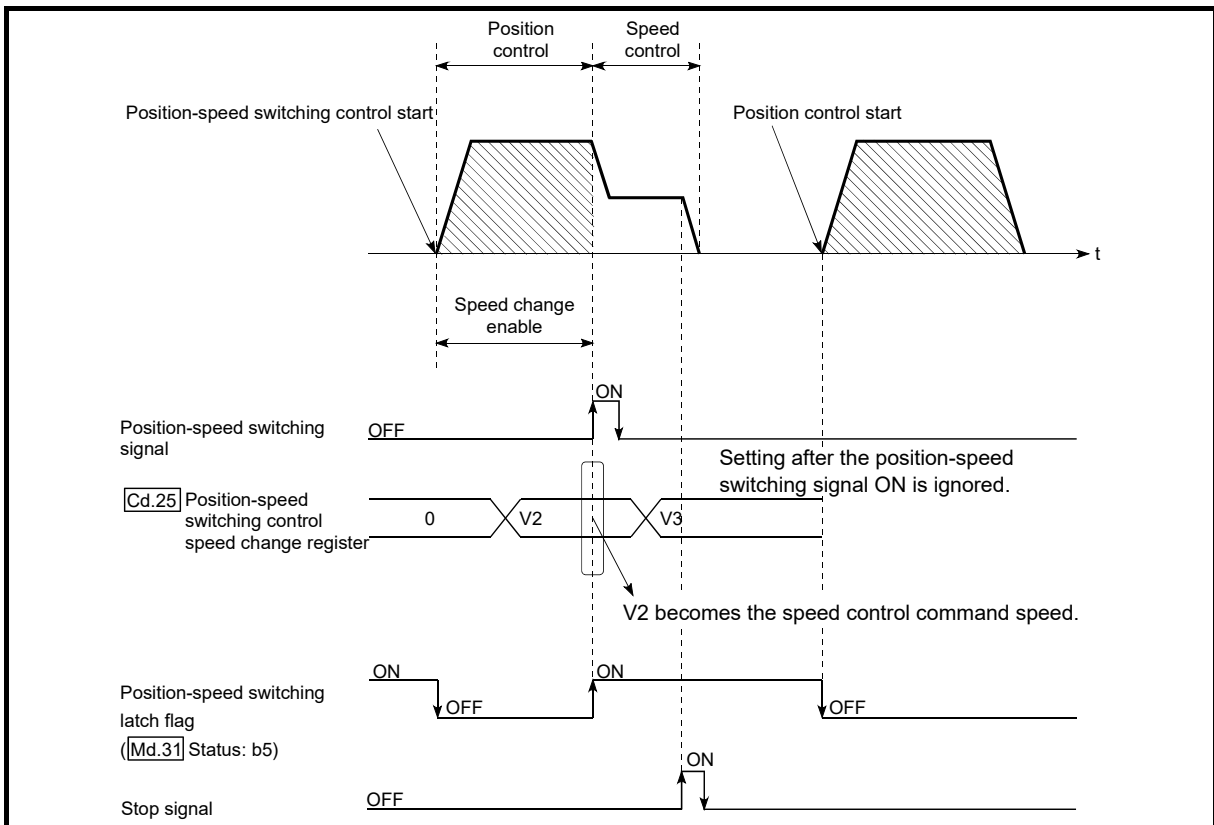 Position
control
Speed
control
Position-speed switching control start
Position control start
t
Speed change
enable
ON
Position-speed switching
signal
OFF
Setting after the position-speed
switching signal ON is ignored.
Cd.25 Position-speed
switching control
speed change register
0
V2
V3
V2 becomes the speed control command speed.
ON
ON
Position-speed switching
latch flag
(Md.31 Status: b5)
OFF
OFF
ON
Stop signal
OFF